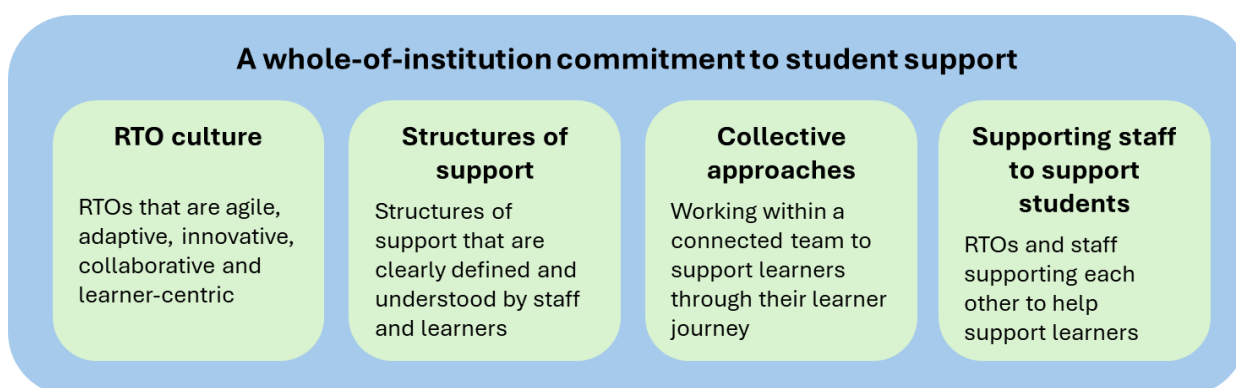 A whole-of-institution commitment to student support
RTO culture
RTOs that are agile,
adaptive, innovative,
collaborative and
learner-centric
Structures of
support
Structures of
support that are
clearly defined and
understood by staff
and learners
Collective
approaches
Working within a
connected team to
support learners
through their learner
journey
Supporting staff
to support
students
RTOs and staff
supporting each
other to help
support learners